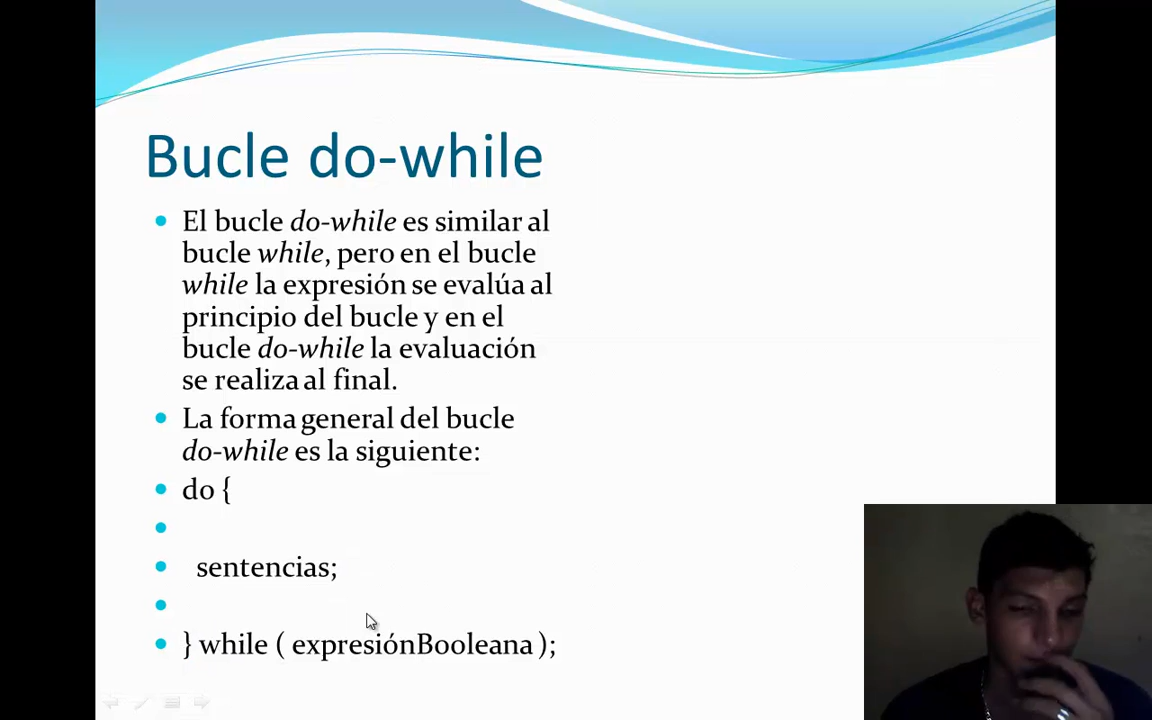 Bucle do-while
El bucle do-while es similar al
bucle while, pero en el bucle
while la expresión se evalúa al
principio del bucle y en el
bucle do-while la evaluación
se realiza al final.
La forma general del bucle
do-while es la siguiente:
do {
sentencias;
} while ( expresiónBooleana );